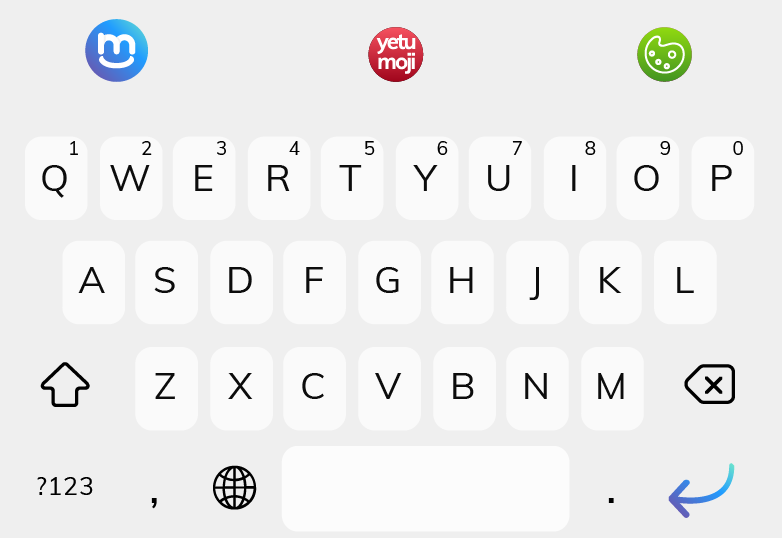 m
yetu
moji
1 2 3 4 5 6 7 8 9 0
Q W E R T Y U I O P
A S D F G H J K L
Z X C V B N M
?123 , .